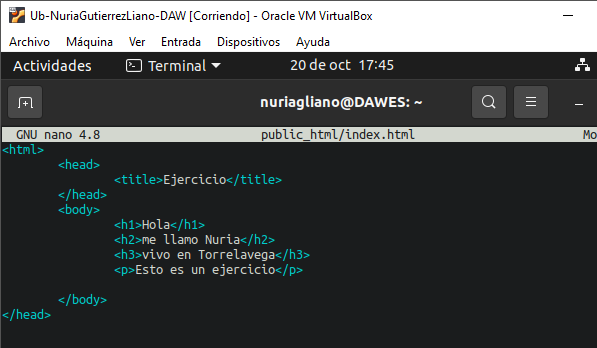 Ub-NuriaGutierrezLiano-DAW [Corriendo] - Oracle VM VirtualBox
Archivo Máquina Ver Entrada Dispositivos Ayuda
Actividades Terminal 20 de oct 17:45
nuriagliano@DAWES: ~
GNU nano 4.8 public_html/index.html Mo
<html>
<head>
<title>Ejercicio</title>
</head>
<body>
<h1>Hola</h1>
<h2>me llamo Nuria</h2>
<h3>vivo en Torrelavega</h3>
<p>Esto es un ejercicio</p>
</body>
</head>